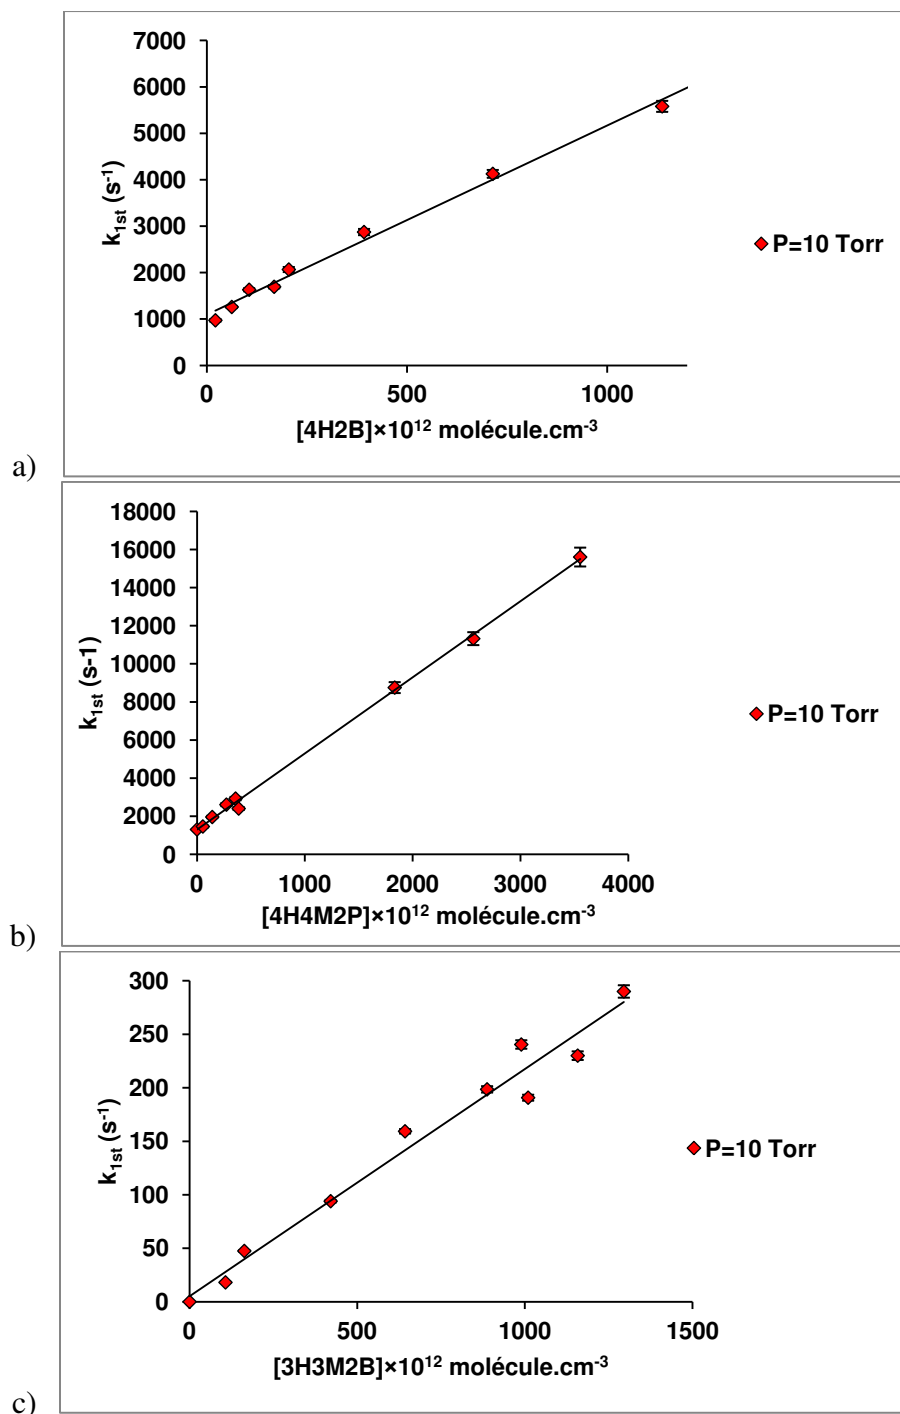 7000
6000
5000
4000
3000
2000
1000
0
k1st (s-1)
0 500 1000
[4H2B]×10¹² molécule.cm⁻³
P=10 Torr
a)
18000
16000
14000
12000
10000
8000
6000
4000
2000
0
k1st (s-1)
0 1000 2000 3000 4000
[4H4M2P]×10¹² molécule.cm⁻³
P=10 Torr
b)
300
250
200
150
100
50
0
k1st (s-1)
0 500 1000 1500
[3H3M2B]×10¹² molécule.cm⁻³
P=10 Torr
c)